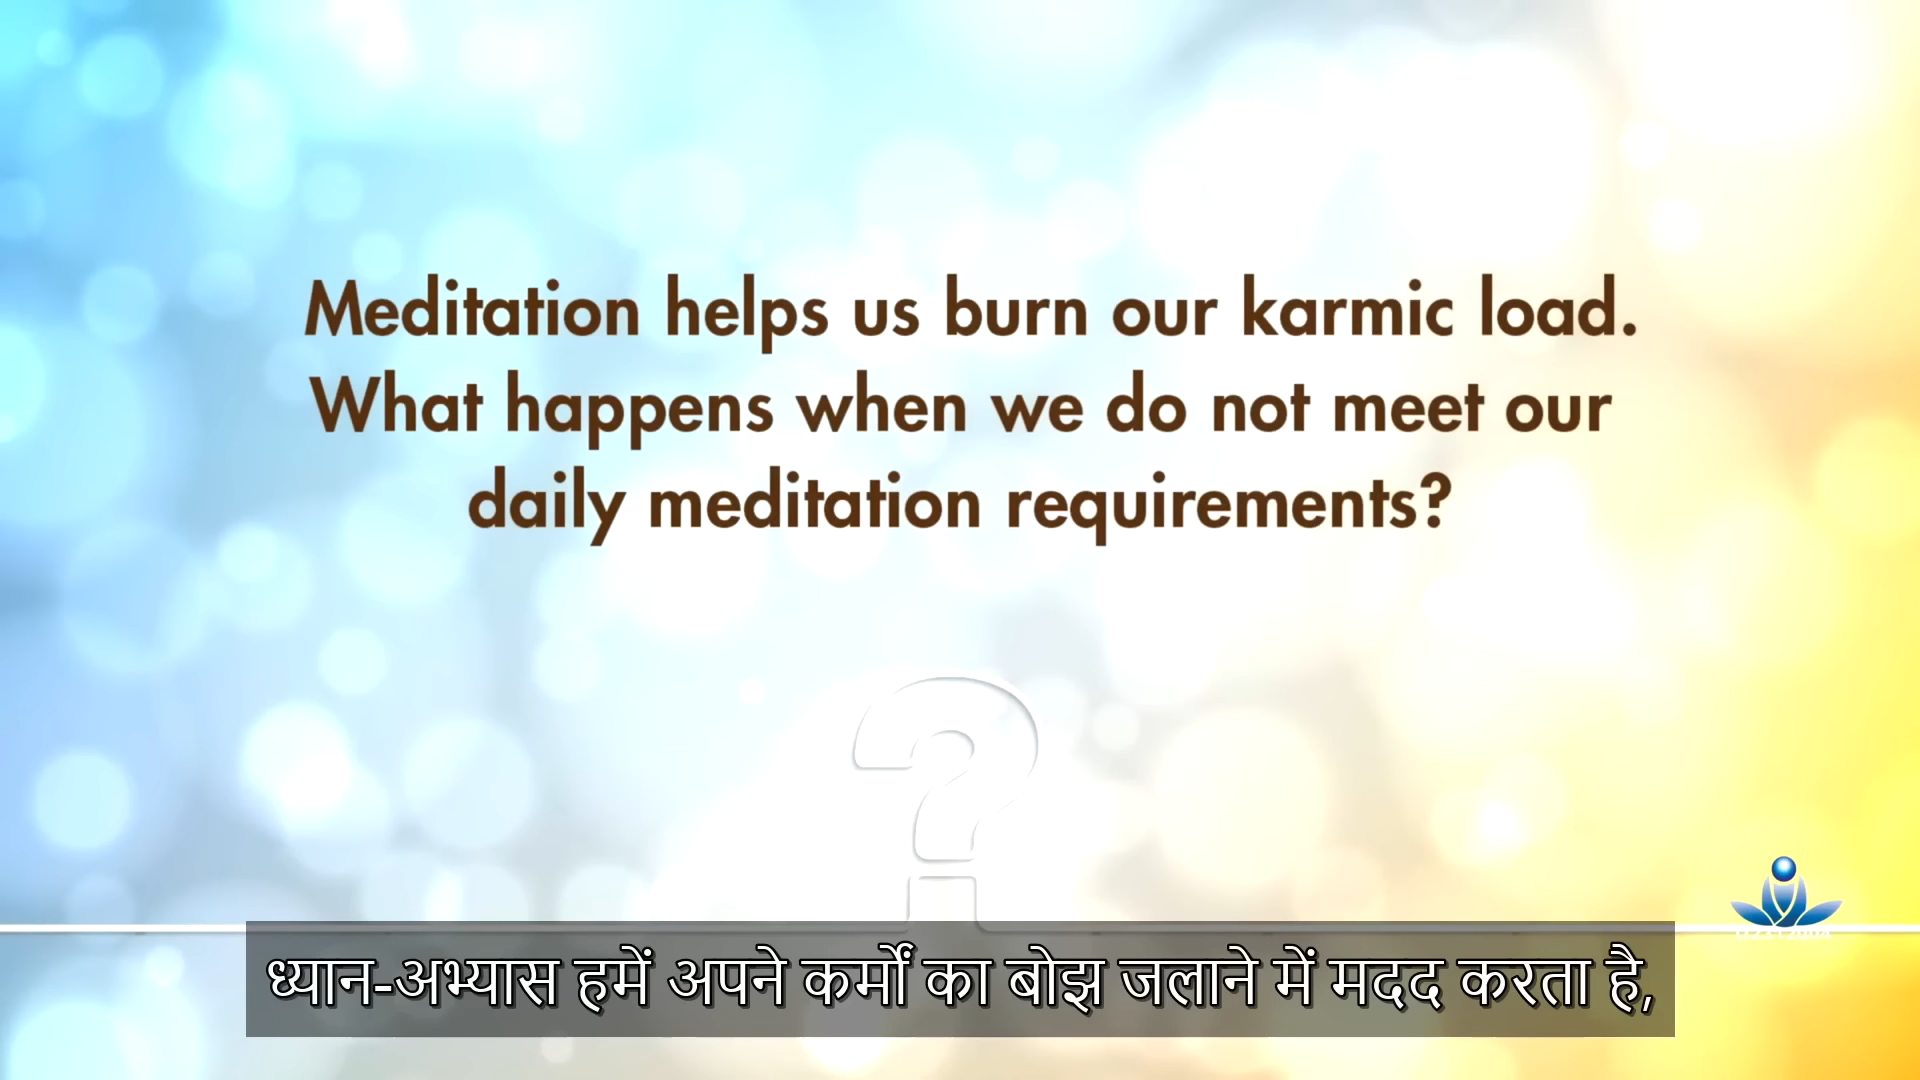 Meditation helps us burn our karmic load.
What happens when we do not meet our
daily meditation requirements?
?
ध्यान-अभ्यास हमें अपने कर्मों का बोझ जलाने में मदद करता है,